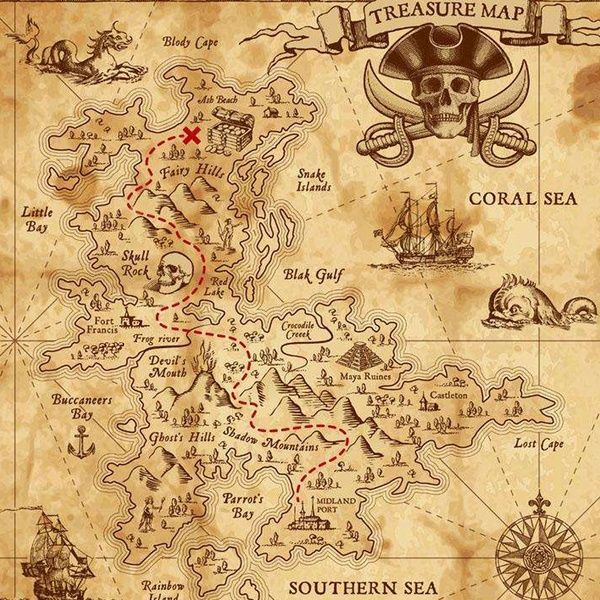 TREASURE MAP
Blody Cape
Ash Beach
Fairy Hills
Snake
Islands
CORAL SEA
Little
Bay
Skull
Rock
Blak Gulf
Red
Lake
Fort
Francis
Crocodile
Creek
Frog river
Devil's
Mouth
Maya Ruines
Castleton
Buccaneers
Bay
Ghost's Hills
Shadow Mountains
Lost Cape
Parrot's
Bay
MIDLAND
PORT
Rainbow
Island
SOUTHERN SEA